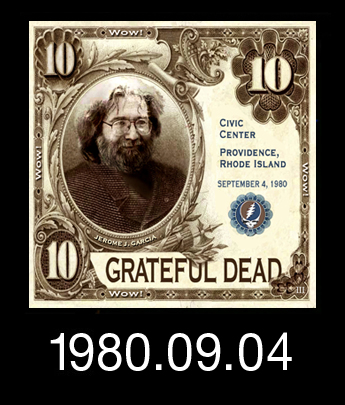 Wow!
10
10
CIVIC
CENTER
PROVIDENCE,
RHODE ISLAND
SEPTEMBER 4, 1980
Wow!
Wow!
JEROME J. GARCIA
10
GRATEFUL DEAD
Wow!
III
1980.09.04